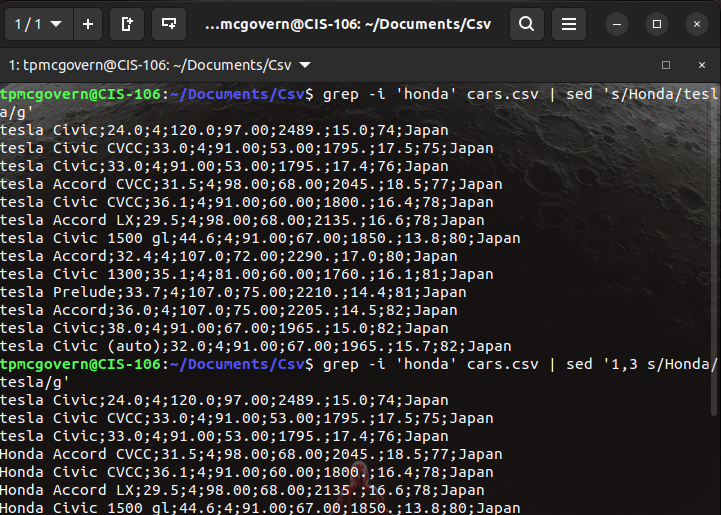 1 / 1
…mcgovern@CIS-106: ~/Documents/Csv
1: tpmcgovern@CIS-106: ~/Documents/Csv
tpmcgovern@CIS-106:~/Documents/Csv$ grep -i 'honda' cars.csv | sed 's/Honda/tesl
a/g'
tesla Civic;24.0;4;120.0;97.00;2489.;15.0;74;Japan
tesla Civic CVCC;33.0;4;91.00;53.00;1795.;17.5;75;Japan
tesla Civic;33.0;4;91.00;53.00;1795.;17.4;76;Japan
tesla Accord CVCC;31.5;4;98.00;68.00;2045.;18.5;77;Japan
tesla Civic CVCC;36.1;4;91.00;60.00;1800.;16.4;78;Japan
tesla Accord LX;29.5;4;98.00;68.00;2135.;16.6;78;Japan
tesla Civic 1500 gl;44.6;4;91.00;67.00;1850.;13.8;80;Japan
tesla Accord;32.4;4;107.0;72.00;2290.;17.0;80;Japan
tesla Civic 1300;35.1;4;81.00;60.00;1760.;16.1;81;Japan
tesla Prelude;33.7;4;107.0;75.00;2210.;14.4;81;Japan
tesla Accord;36.0;4;107.0;75.00;2205.;14.5;82;Japan
tesla Civic;38.0;4;91.00;67.00;1965.;15.0;82;Japan
tesla Civic (auto);32.0;4;91.00;67.00;1965.;15.7;82;Japan
tpmcgovern@CIS-106:~/Documents/Csv$ grep -i 'honda' cars.csv | sed '1,3 s/Honda/
tesla/g'
tesla Civic;24.0;4;120.0;97.00;2489.;15.0;74;Japan
tesla Civic CVCC;33.0;4;91.00;53.00;1795.;17.5;75;Japan
tesla Civic;33.0;4;91.00;53.00;1795.;17.4;76;Japan
Honda Accord CVCC;31.5;4;98.00;68.00;2045.;18.5;77;Japan
Honda Civic CVCC;36.1;4;91.00;60.00;1800.;16.4;78;Japan
Honda Accord LX;29.5;4;98.00;68.00;2135.;16.6;78;Japan
Honda Civic 1500 gl;44.6;4;91.00;67.00;1850.;13.8;80;Japan